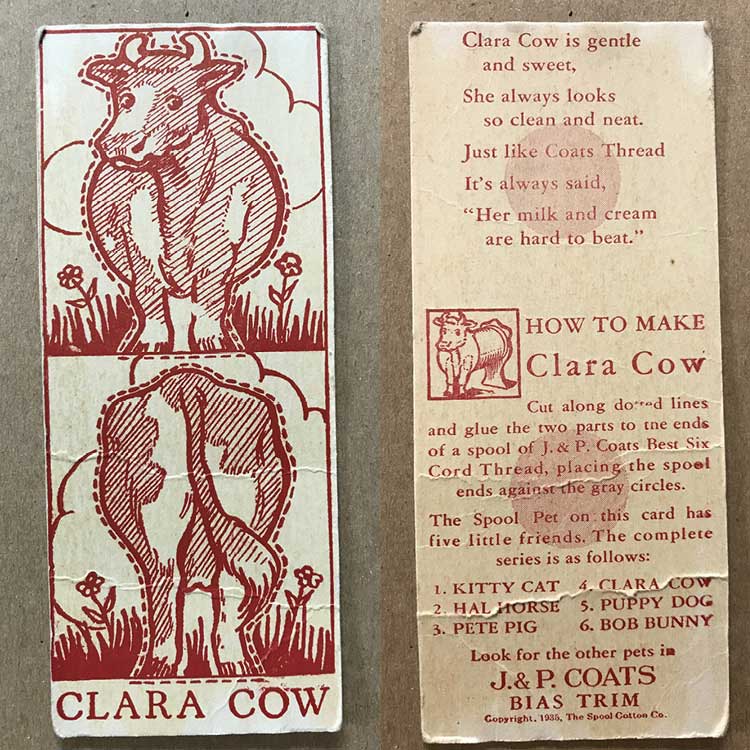 CLARA COW
Clara Cow is gentle
and sweet,
She always looks
so clean and neat.
Just like Coats Thread
It's always said,
"Her milk and cream
are hard to beat."
HOW TO MAKE
Clara Cow
Cut along dotted lines
and glue the two parts to the ends
of a spool of J. & P. Coats Best Six
Cord Thread, placing the spool
ends against the gray circles.
The Spool Pet on this card has
five little friends. The complete
series is as follows:
1. KITTY CAT 4. CLARA COW
2. HAL HORSE 5. PUPPY DOG
3. PETE PIG 6. BOB BUNNY
Look for the other pets in
J. & P. COATS
BIAS TRIM
Copyright, 1935, The Spool Cotton Co.